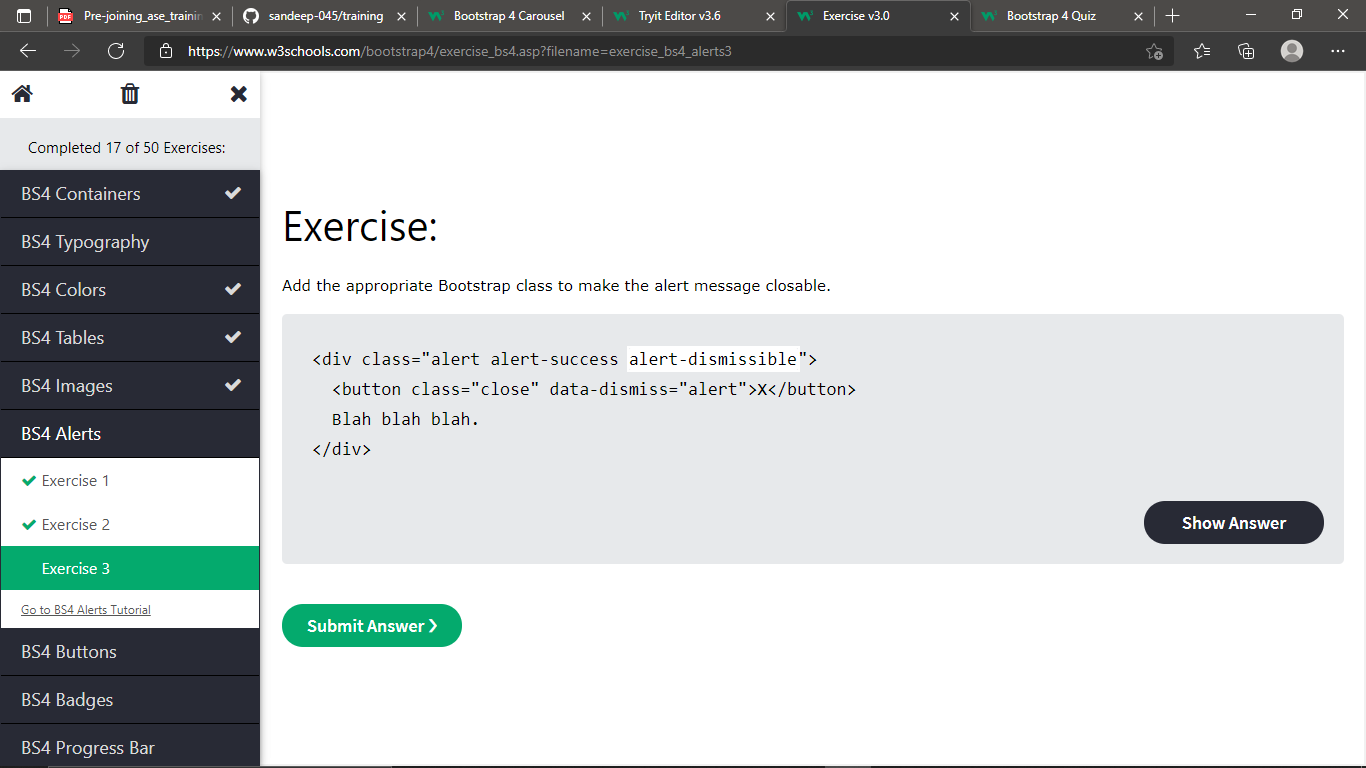 Pre-joining_ase_trainin
sandeep-045/training
Bootstrap 4 Carousel
Tryit Editor v3.6
Exercise v3.0
Bootstrap 4 Quiz
https://www.w3schools.com/bootstrap4/exercise_bs4.asp?filename=exercise_bs4_alerts3
Completed 17 of 50 Exercises:
BS4 Containers
BS4 Typography
BS4 Colors
BS4 Tables
BS4 Images
BS4 Alerts
Exercise 1
Exercise 2
Exercise 3
Go to BS4 Alerts Tutorial
BS4 Buttons
BS4 Badges
BS4 Progress Bar
Exercise:
Add the appropriate Bootstrap class to make the alert message closable.
<div class="alert alert-success alert-dismissible">
<button class="close" data-dismiss="alert">X</button>
Blah blah blah.
</div>
Show Answer
Submit Answer ❯